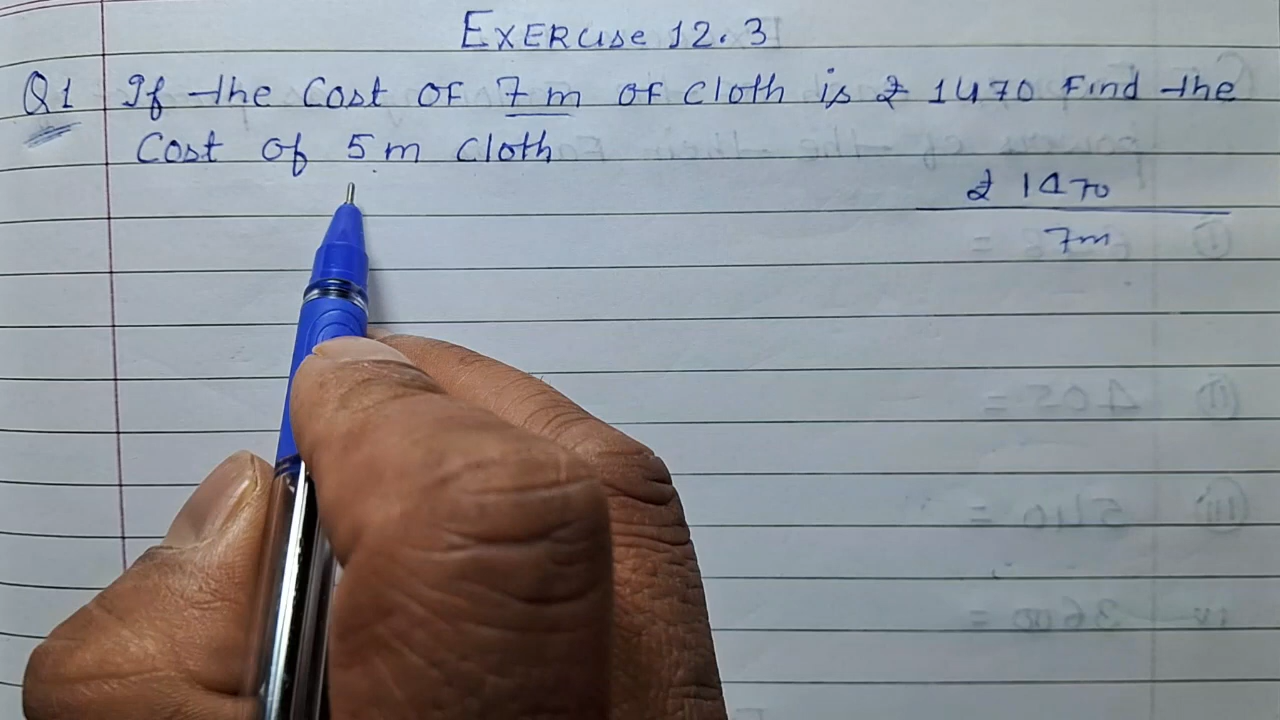 Exercise 12.3
Q1 If the Cost of 7 m of cloth is ₹ 1470 Find the
Cost of 5 m cloth
₹ 1470
7m